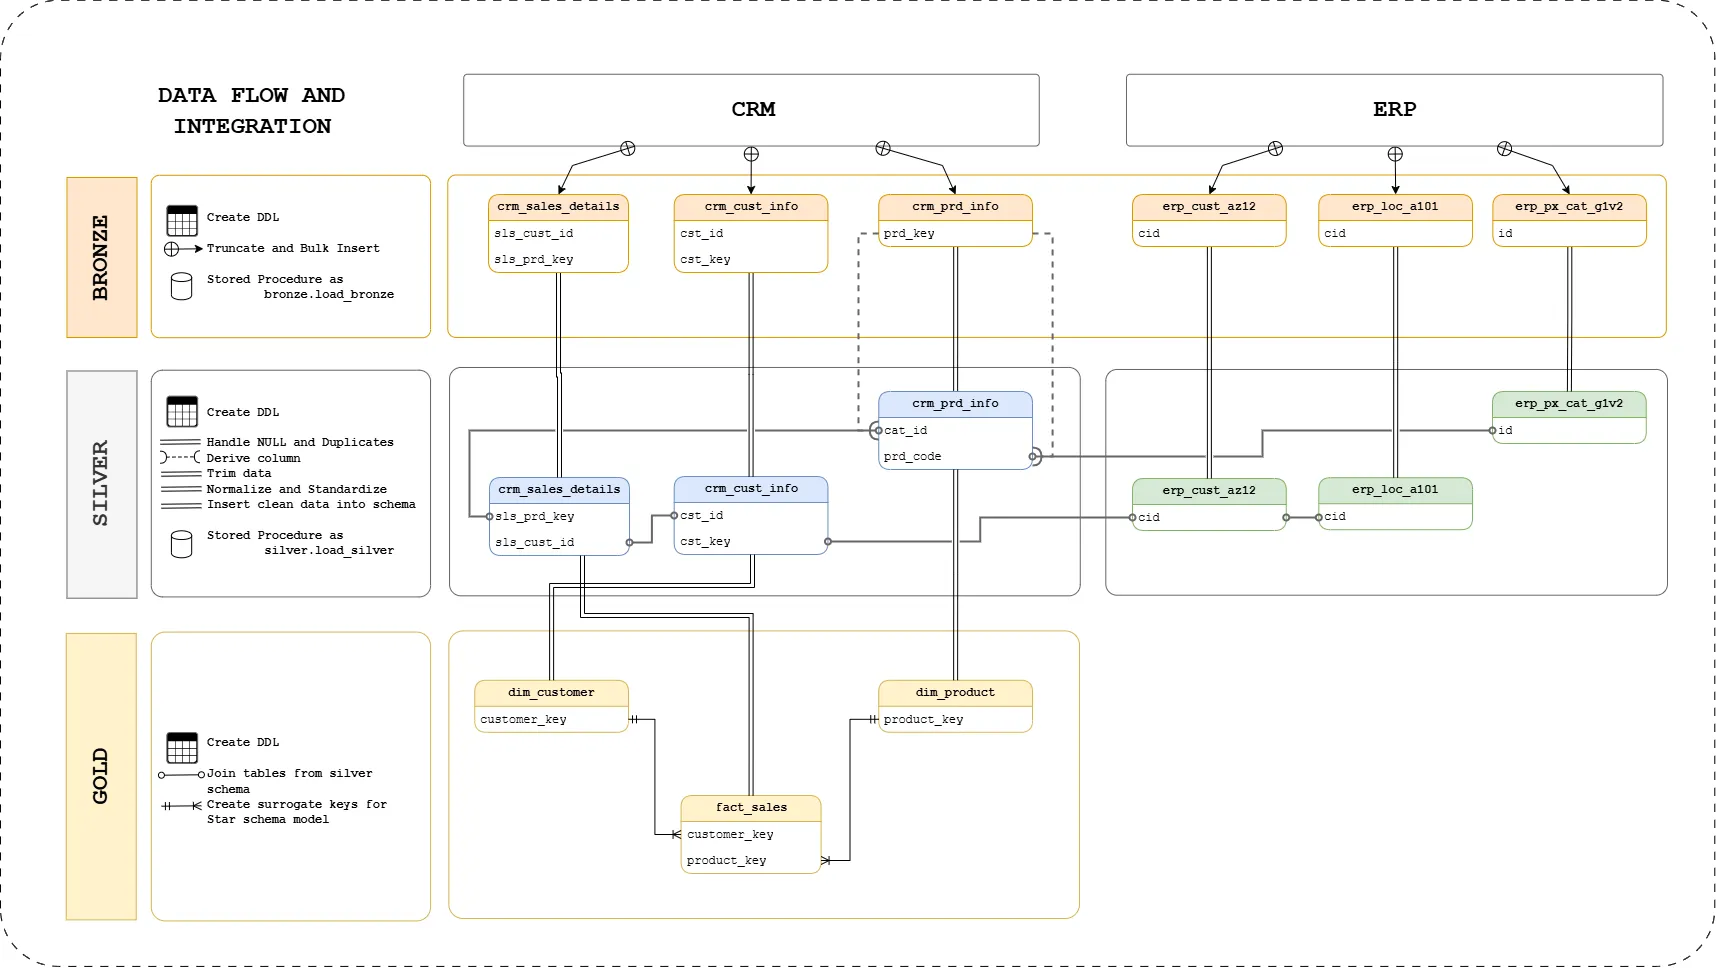 DATA FLOW AND
INTEGRATION
CRM
ERP
BRONZE
Create DDL
Truncate and Bulk Insert
Stored Procedure as
bronze.load_bronze
crm_sales_details
sls_cust_id
sls_prd_key
crm_cust_info
cst_id
cst_key
crm_prd_info
prd_key
erp_cust_az12
cid
erp_loc_a101
cid
erp_px_cat_g1v2
id
SILVER
Create DDL
Handle NULL and Duplicates
Derive column
Trim data
Normalize and Standardize
Insert clean data into schema
Stored Procedure as
silver.load_silver
crm_prd_info
cat_id
prd_code
erp_px_cat_g1v2
id
crm_sales_details
sls_prd_key
sls_cust_id
crm_cust_info
cst_id
cst_key
erp_cust_az12
cid
erp_loc_a101
cid
GOLD
Create DDL
Join tables from silver
schema
Create surrogate keys for
Star schema model
dim_customer
customer_key
dim_product
product_key
fact_sales
customer_key
product_key